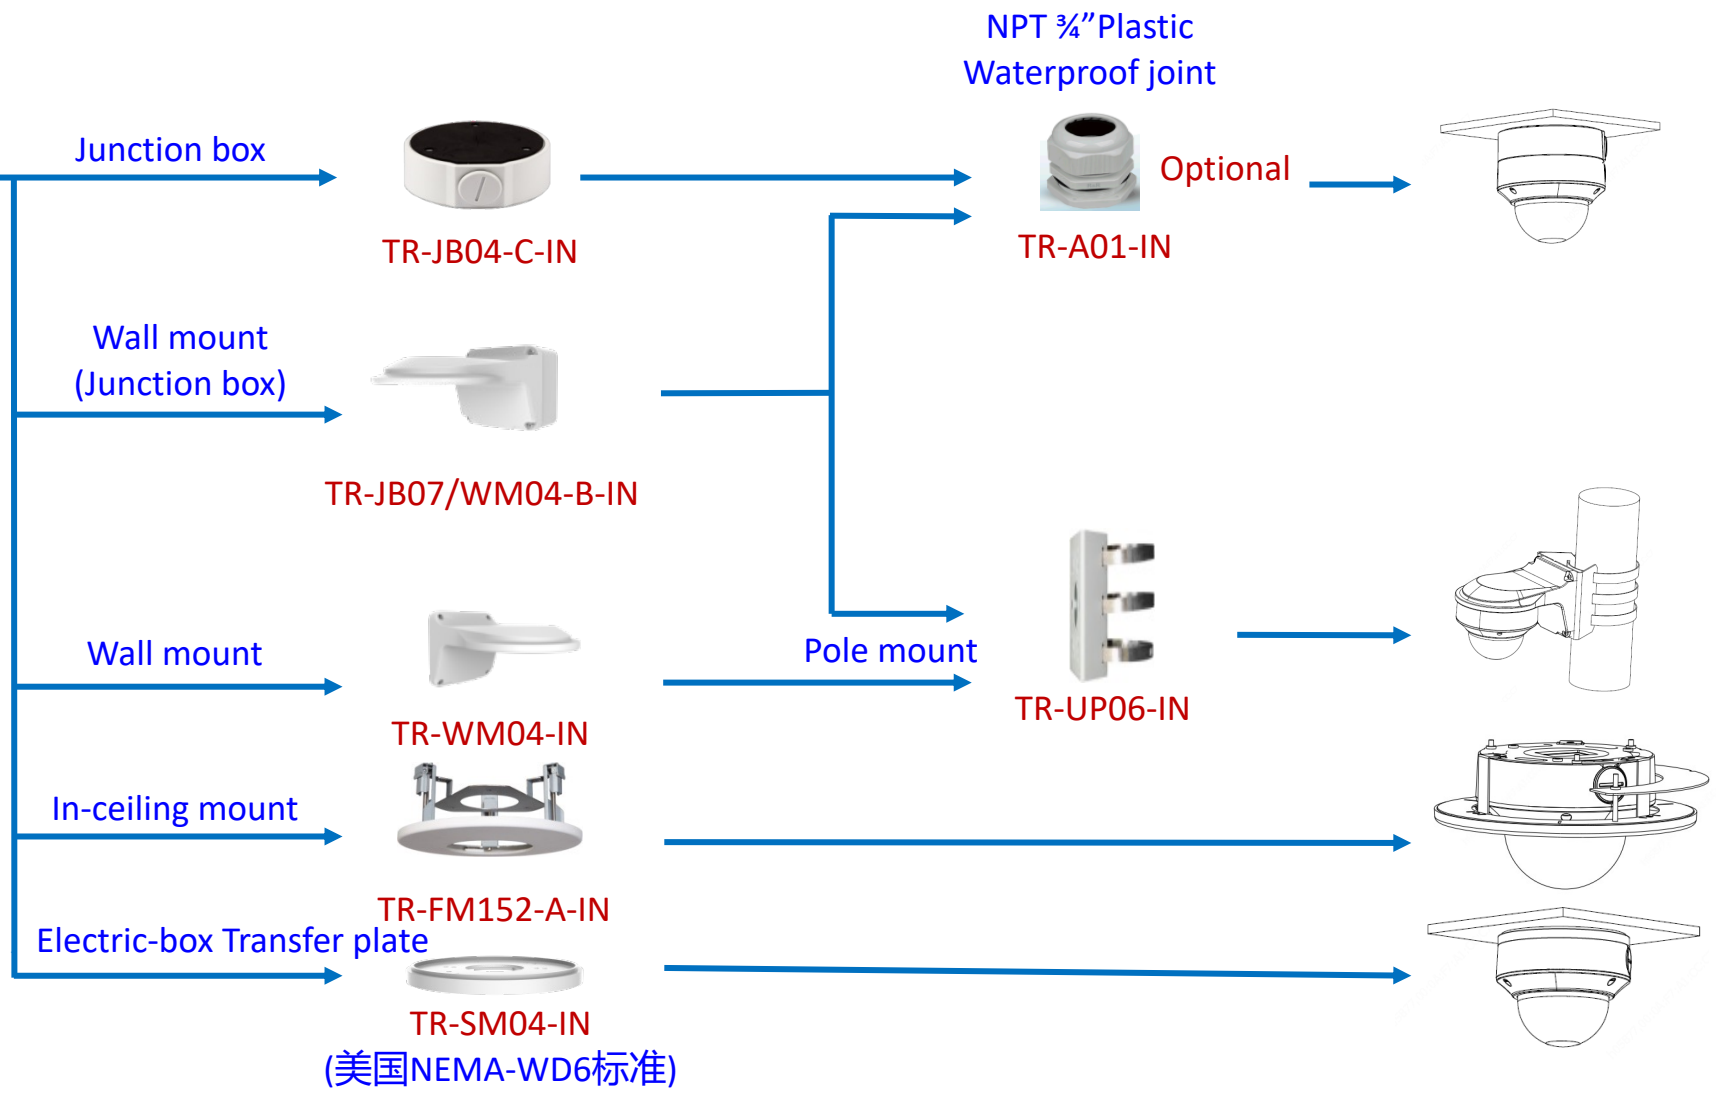 NPT ¾”Plastic
Waterproof joint
Junction box
Optional
TR-JB04-C-IN
TR-A01-IN
Wall mount
(Junction box)
TR-JB07/WM04-B-IN
Wall mount
Pole mount
TR-WM04-IN
TR-UP06-IN
In-ceiling mount
TR-FM152-A-IN
Electric-box Transfer plate
TR-SM04-IN
(美国NEMA-WD6标准)